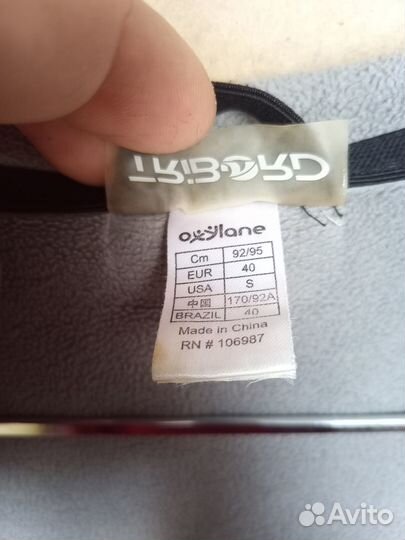 TRIBORD
oxylane
Cm 92/95
EUR 40
USA S
中国 170/92A
BRAZIL 40
Made in China
RN # 106987
Avito